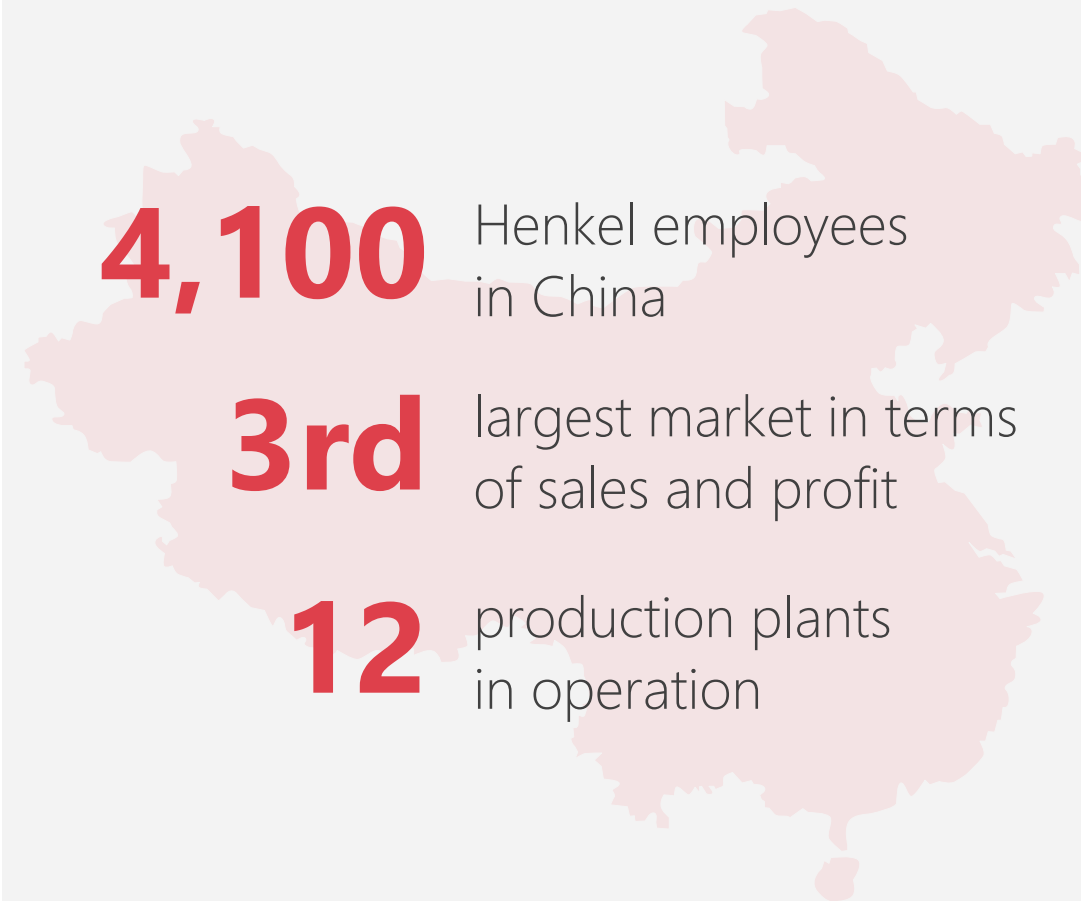 4,100 Henkel employees
in China
3rd largest market in terms
of sales and profit
12 production plants
in operation